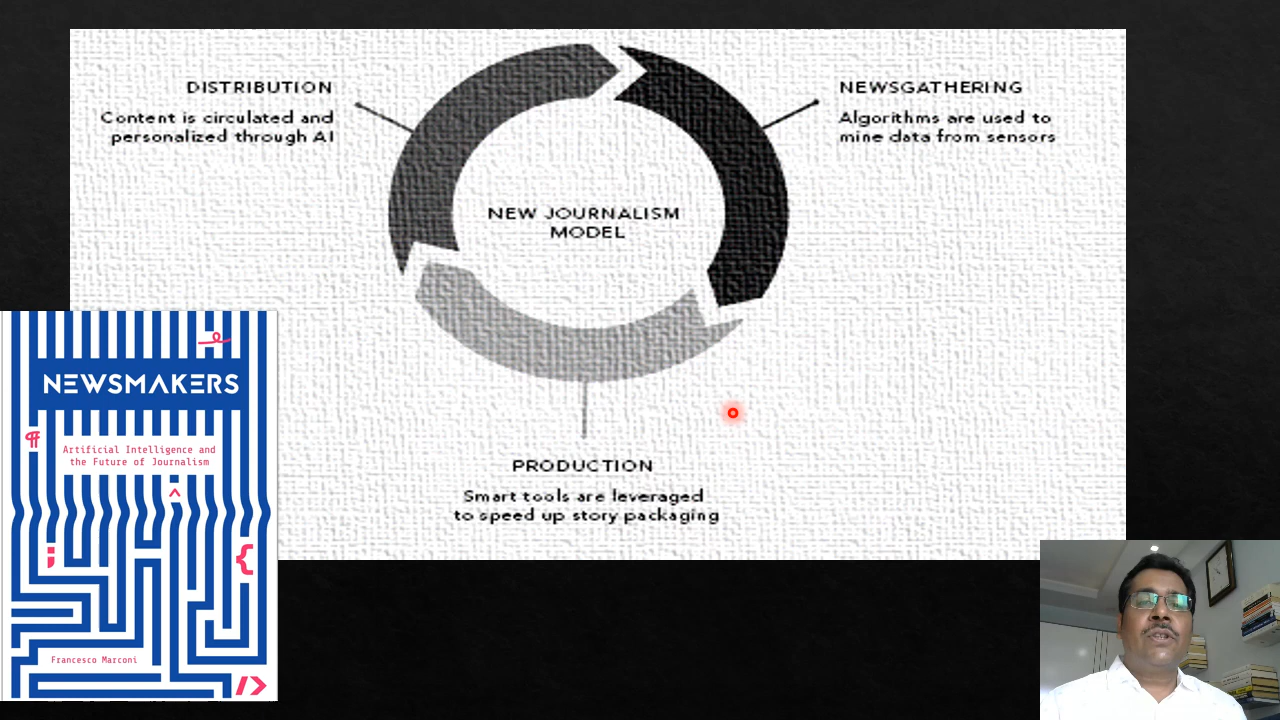 DISTRIBUTION
Content is circulated and
personalized through AI
NEWSGATHERING
Algorithms are used to
mine data from sensors
NEW JOURNALISM
MODEL
PRODUCTION
Smart tools are leveraged
to speed up story packaging
NEWSMAKERS
Artificial Intelligence and
the Future of Journalism
Francesco Marconi